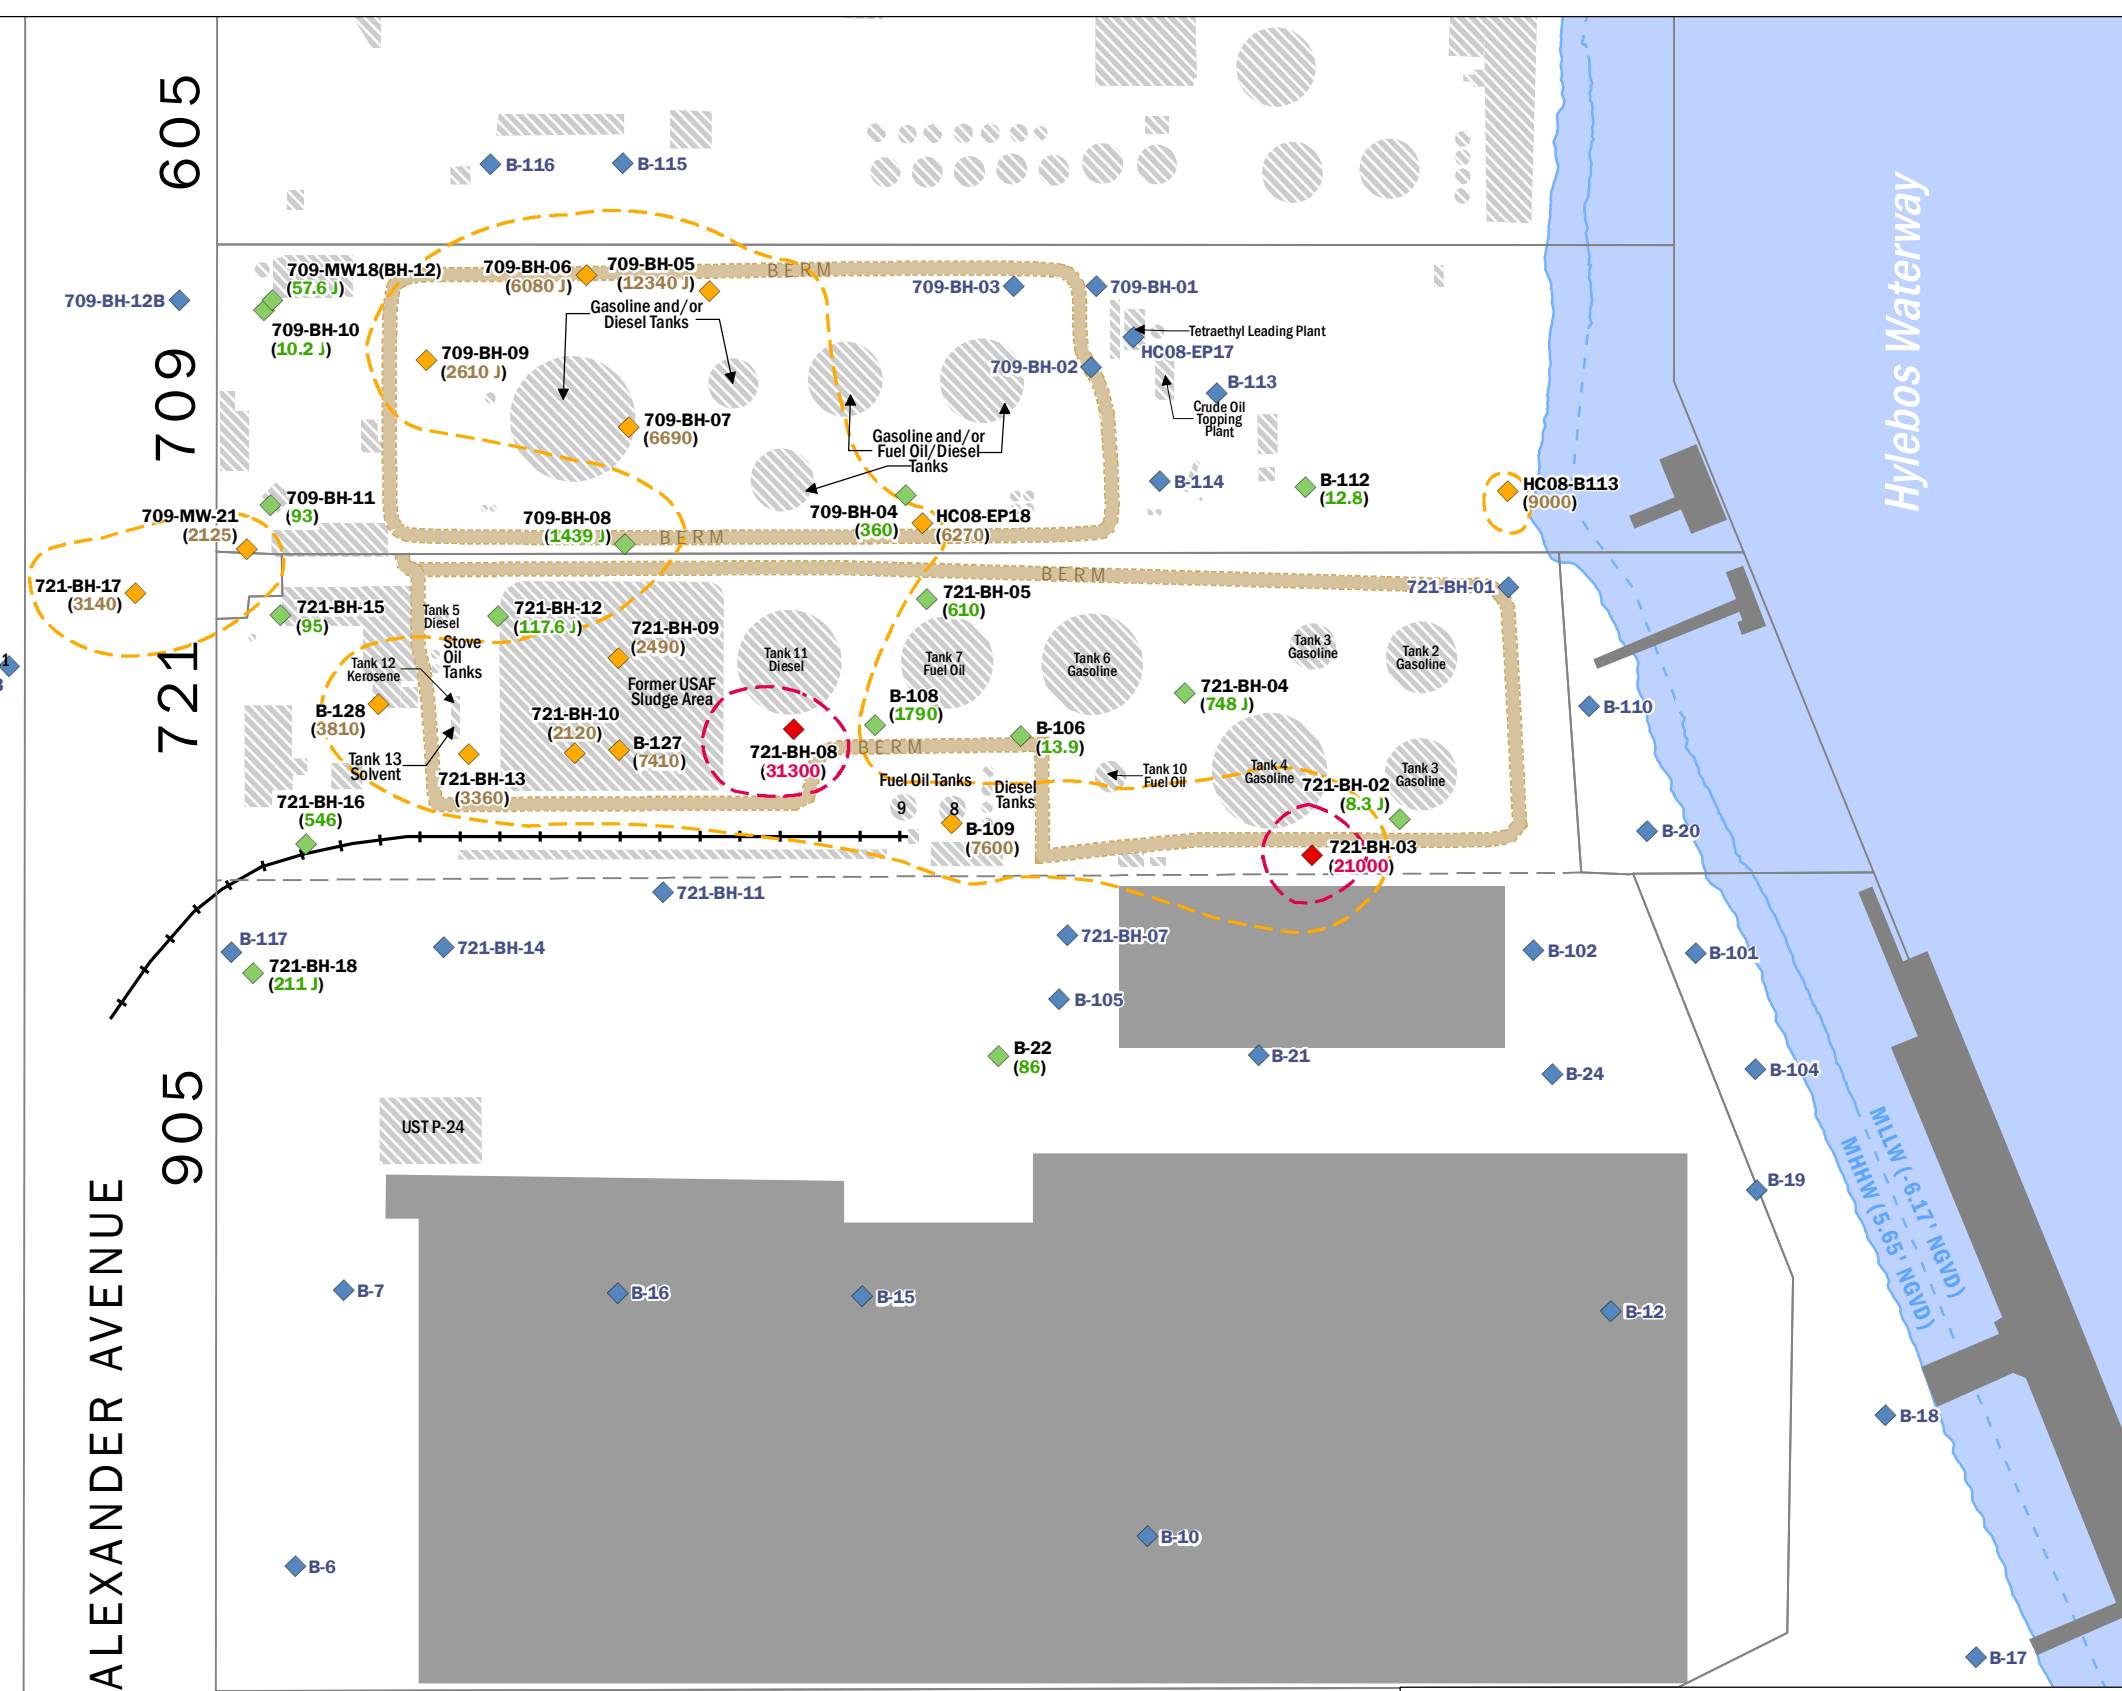 605
B-116
B-115
Hylebos Waterway
709-MW18(BH-12)
(57.6 J)
709-BH-12B
709-BH-10
(10.2 J)
709-BH-06
(6080 J)
709-BH-05
(12340 J)
BERM
709-BH-03
709-BH-01
Gasoline and/or
Diesel Tanks
Tetraethyl Leading Plant
HC08-EP17
709-BH-09
(2610 J)
709-BH-02
B-113
Crude Oil
Topping
Plant
709
709-BH-07
(6690)
Gasoline and/or
Fuel Oil/Diesel
Tanks
B-114
B-112
(12.8)
HC08-B113
(9000)
709-BH-11
(93)
709-MW-21
(2125)
709-BH-08
(1439 J)
BERM
709-BH-04
(360)
HC08-EP18
(6270)
BERM
721-BH-01
721-BH-17
(3140)
721-BH-15
(95)
Tank 5
Diesel
721-BH-12
(117.6 J)
721-BH-05
(610)
721
Stove
Oil
Tanks
Tank 12
Kerosene
721-BH-09
(2490)
Tank 11
Diesel
Tank 7
Fuel Oil
Tank 6
Gasoline
Tank 3
Gasoline
Tank 2
Gasoline
1
Former USAF
Sludge Area
B-108
(1790)
721-BH-04
(748 J)
B-110
B-128
(3810)
721-BH-10
(2120)
B-127
(7410)
721-BH-08
(31300)
BERM
B-106
(13.9)
Tank 13
Solvent
721-BH-13
(3360)
Fuel Oil Tanks
9
8
Diesel
Tanks
Tank 10
Fuel Oil
Tank 4
Gasoline
Tank 3
Gasoline
721-BH-02
(8.3 J)
721-BH-16
(546)
B-109
(7600)
721-BH-03
(21000)
B-20
721-BH-11
B-117
721-BH-18
(211 J)
721-BH-14
721-BH-07
B-102
B-101
B-105
B-22
(86)
B-21
B-24
B-104
905
UST P-24
MLLW (-6.17' NGVD)
MHHW (5.65' NGVD)
B-19
ALEXANDER AVENUE
B-7
B-16
B-15
B-12
B-18
B-10
B-6
B-17